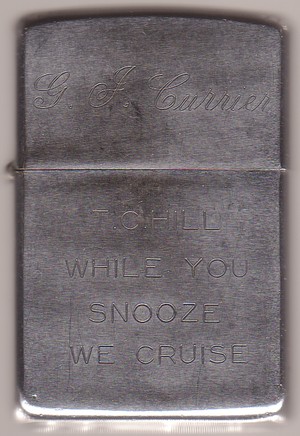 G. J. Currier
T.C.HILL
WHILE YOU
SNOOZE
WE CRUISE